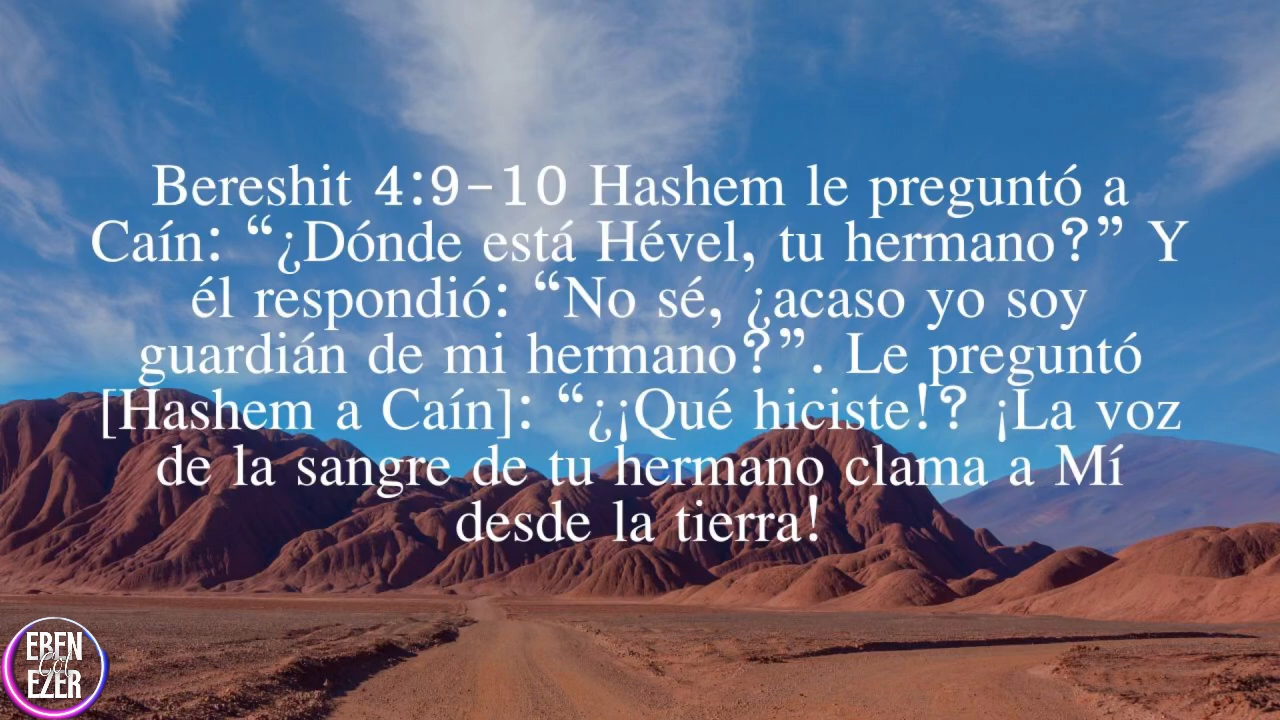 Bereshit 4:9-10 Hashem le preguntó a
Caín: “¿Dónde está Hével, tu hermano?” Y
él respondió: “No sé, ¿acaso yo soy
guardián de mi hermano?”. Le preguntó
[Hashem a Caín]: “¿¡Qué hiciste!? ¡La voz
de la sangre de tu hermano clama a Mí
desde la tierra!
EBEN
EZER